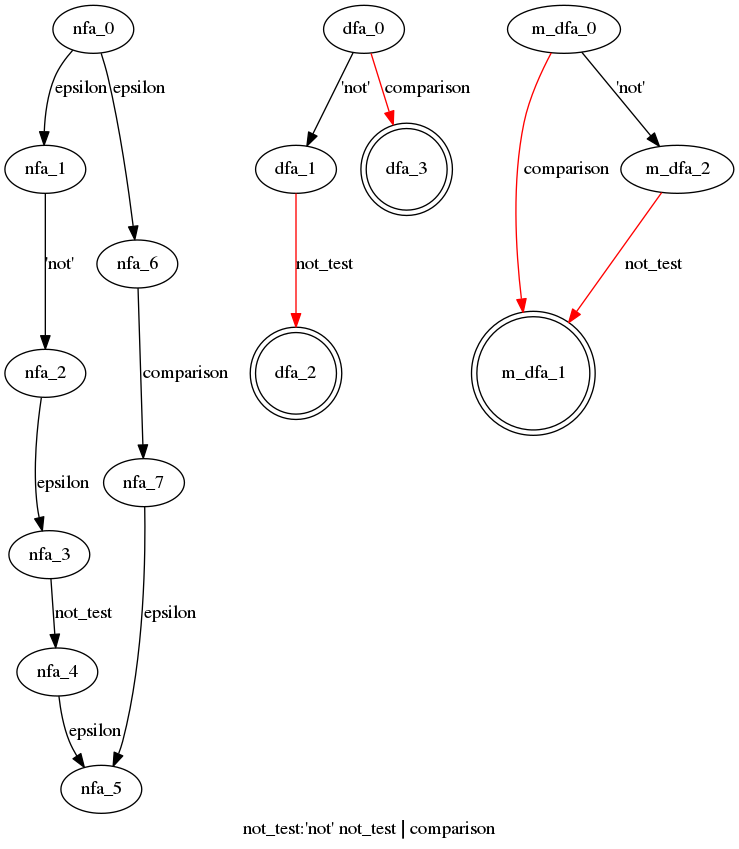 nfa_0
dfa_0
m_dfa_0
epsilon
epsilon
'not'
comparison
'not'
nfa_1
dfa_1
dfa_3
comparison
m_dfa_2
'not'
nfa_6
not_test
not_test
nfa_2
comparison
dfa_2
m_dfa_1
epsilon
nfa_7
nfa_3
not_test
epsilon
nfa_4
epsilon
nfa_5
not_test:'not' not_test | comparison